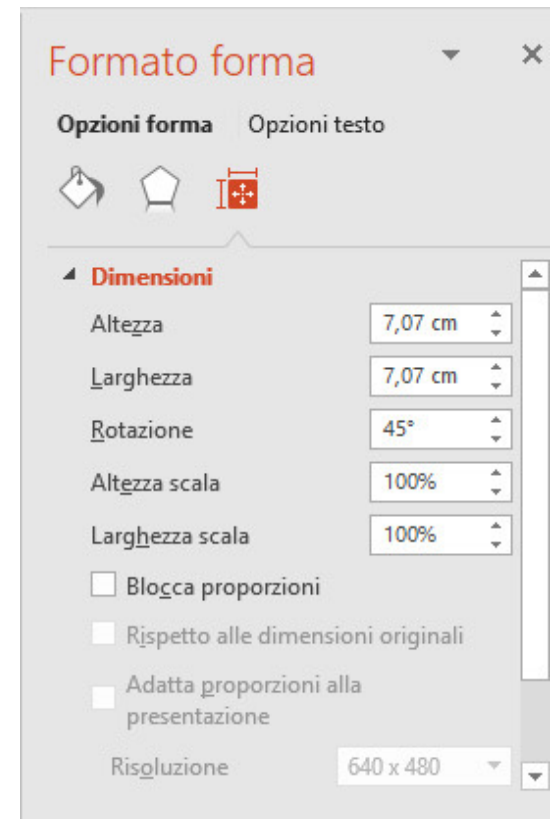 Formato forma
Opzioni forma Opzioni testo
Dimensioni
Altezza 7,07 cm
Larghezza 7,07 cm
Rotazione 45°
Altezza scala 100%
Larghezza scala 100%
Blocca proporzioni
Rispetto alle dimensioni originali
Adatta proporzioni alla
presentazione
Risoluzione 640 x 480